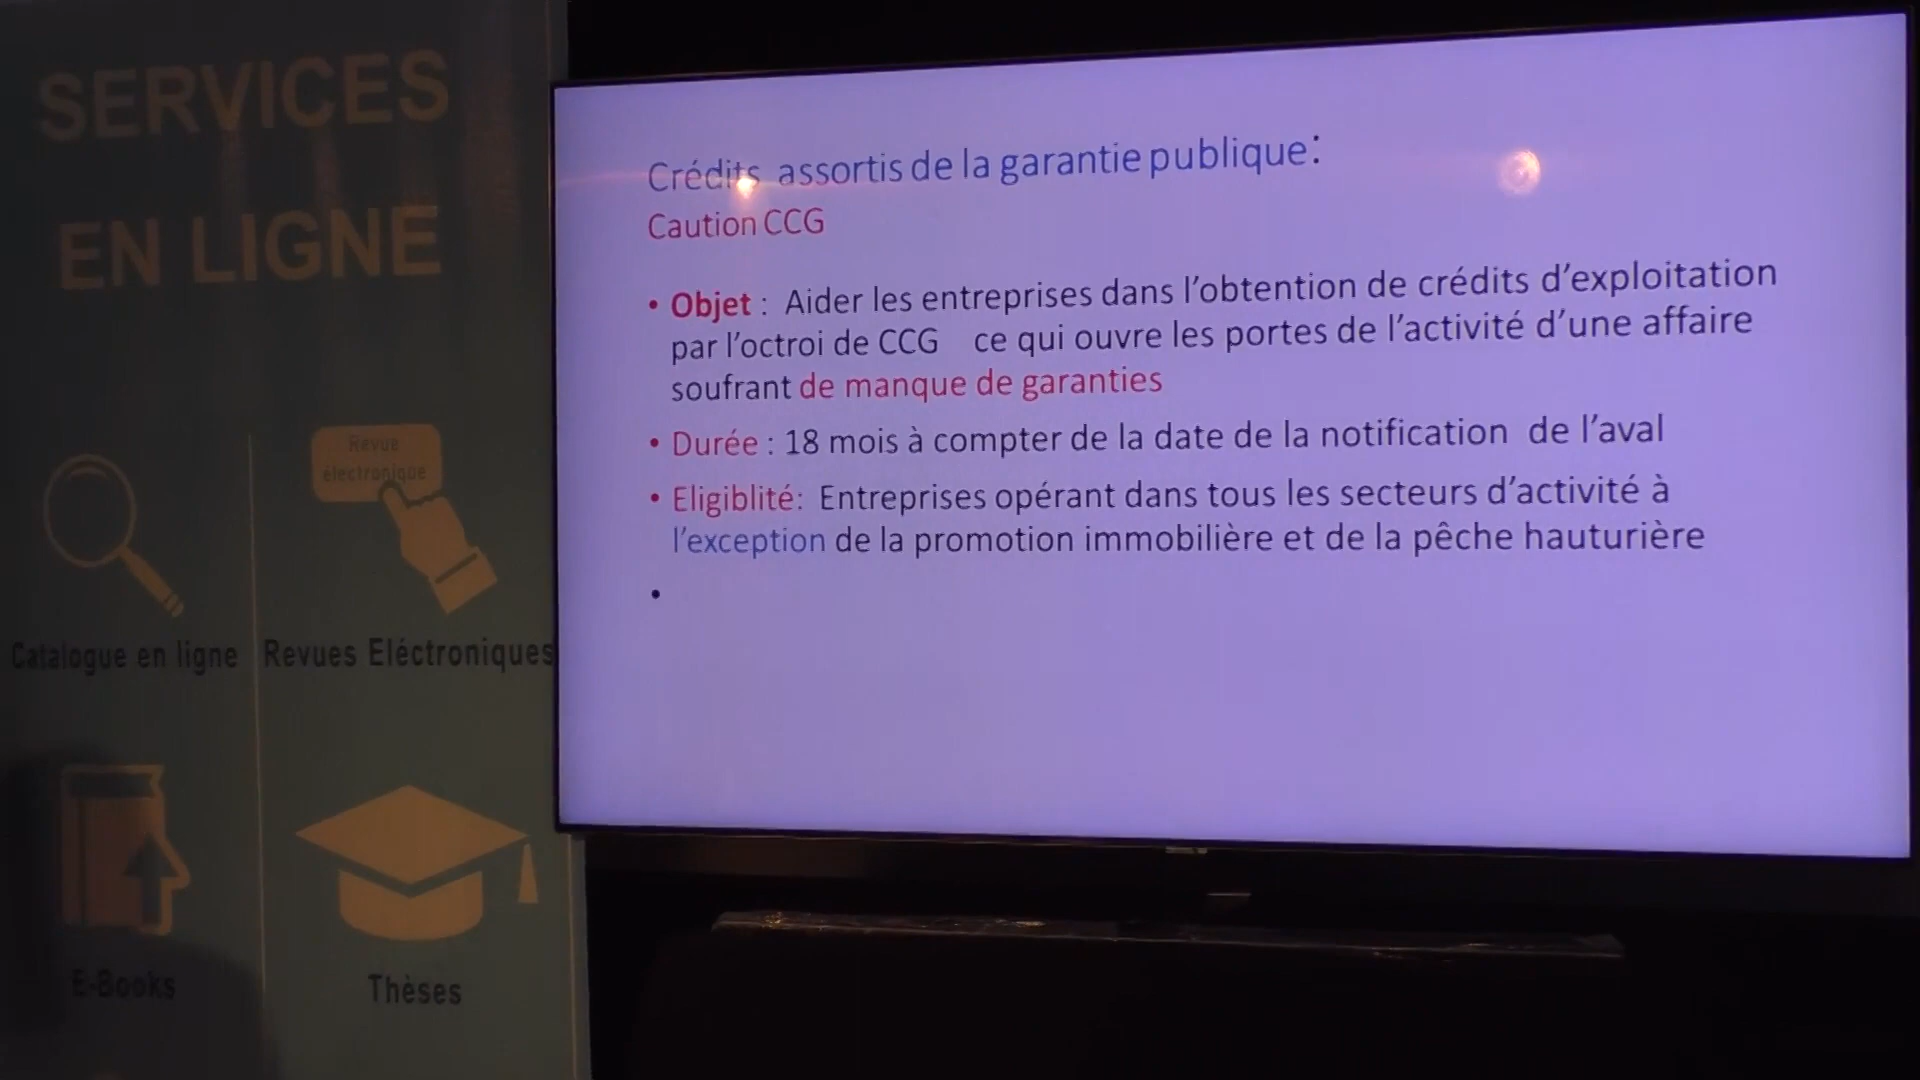 SERVICES
EN LIGNE
Revue
électronique
Catalogue en ligne
Revues Eléctroniques
E-Books
Thèses
Crédits assortis de la garantie publique:
Caution CCG
• Objet : Aider les entreprises dans l'obtention de crédits d'exploitation
par l'octroi de CCG ce qui ouvre les portes de l'activité d'une affaire
soufrant de manque de garanties
• Durée : 18 mois à compter de la date de la notification de l'aval
• Eligiblité: Entreprises opérant dans tous les secteurs d'activité à
l'exception de la promotion immobilière et de la pêche hauturière
•